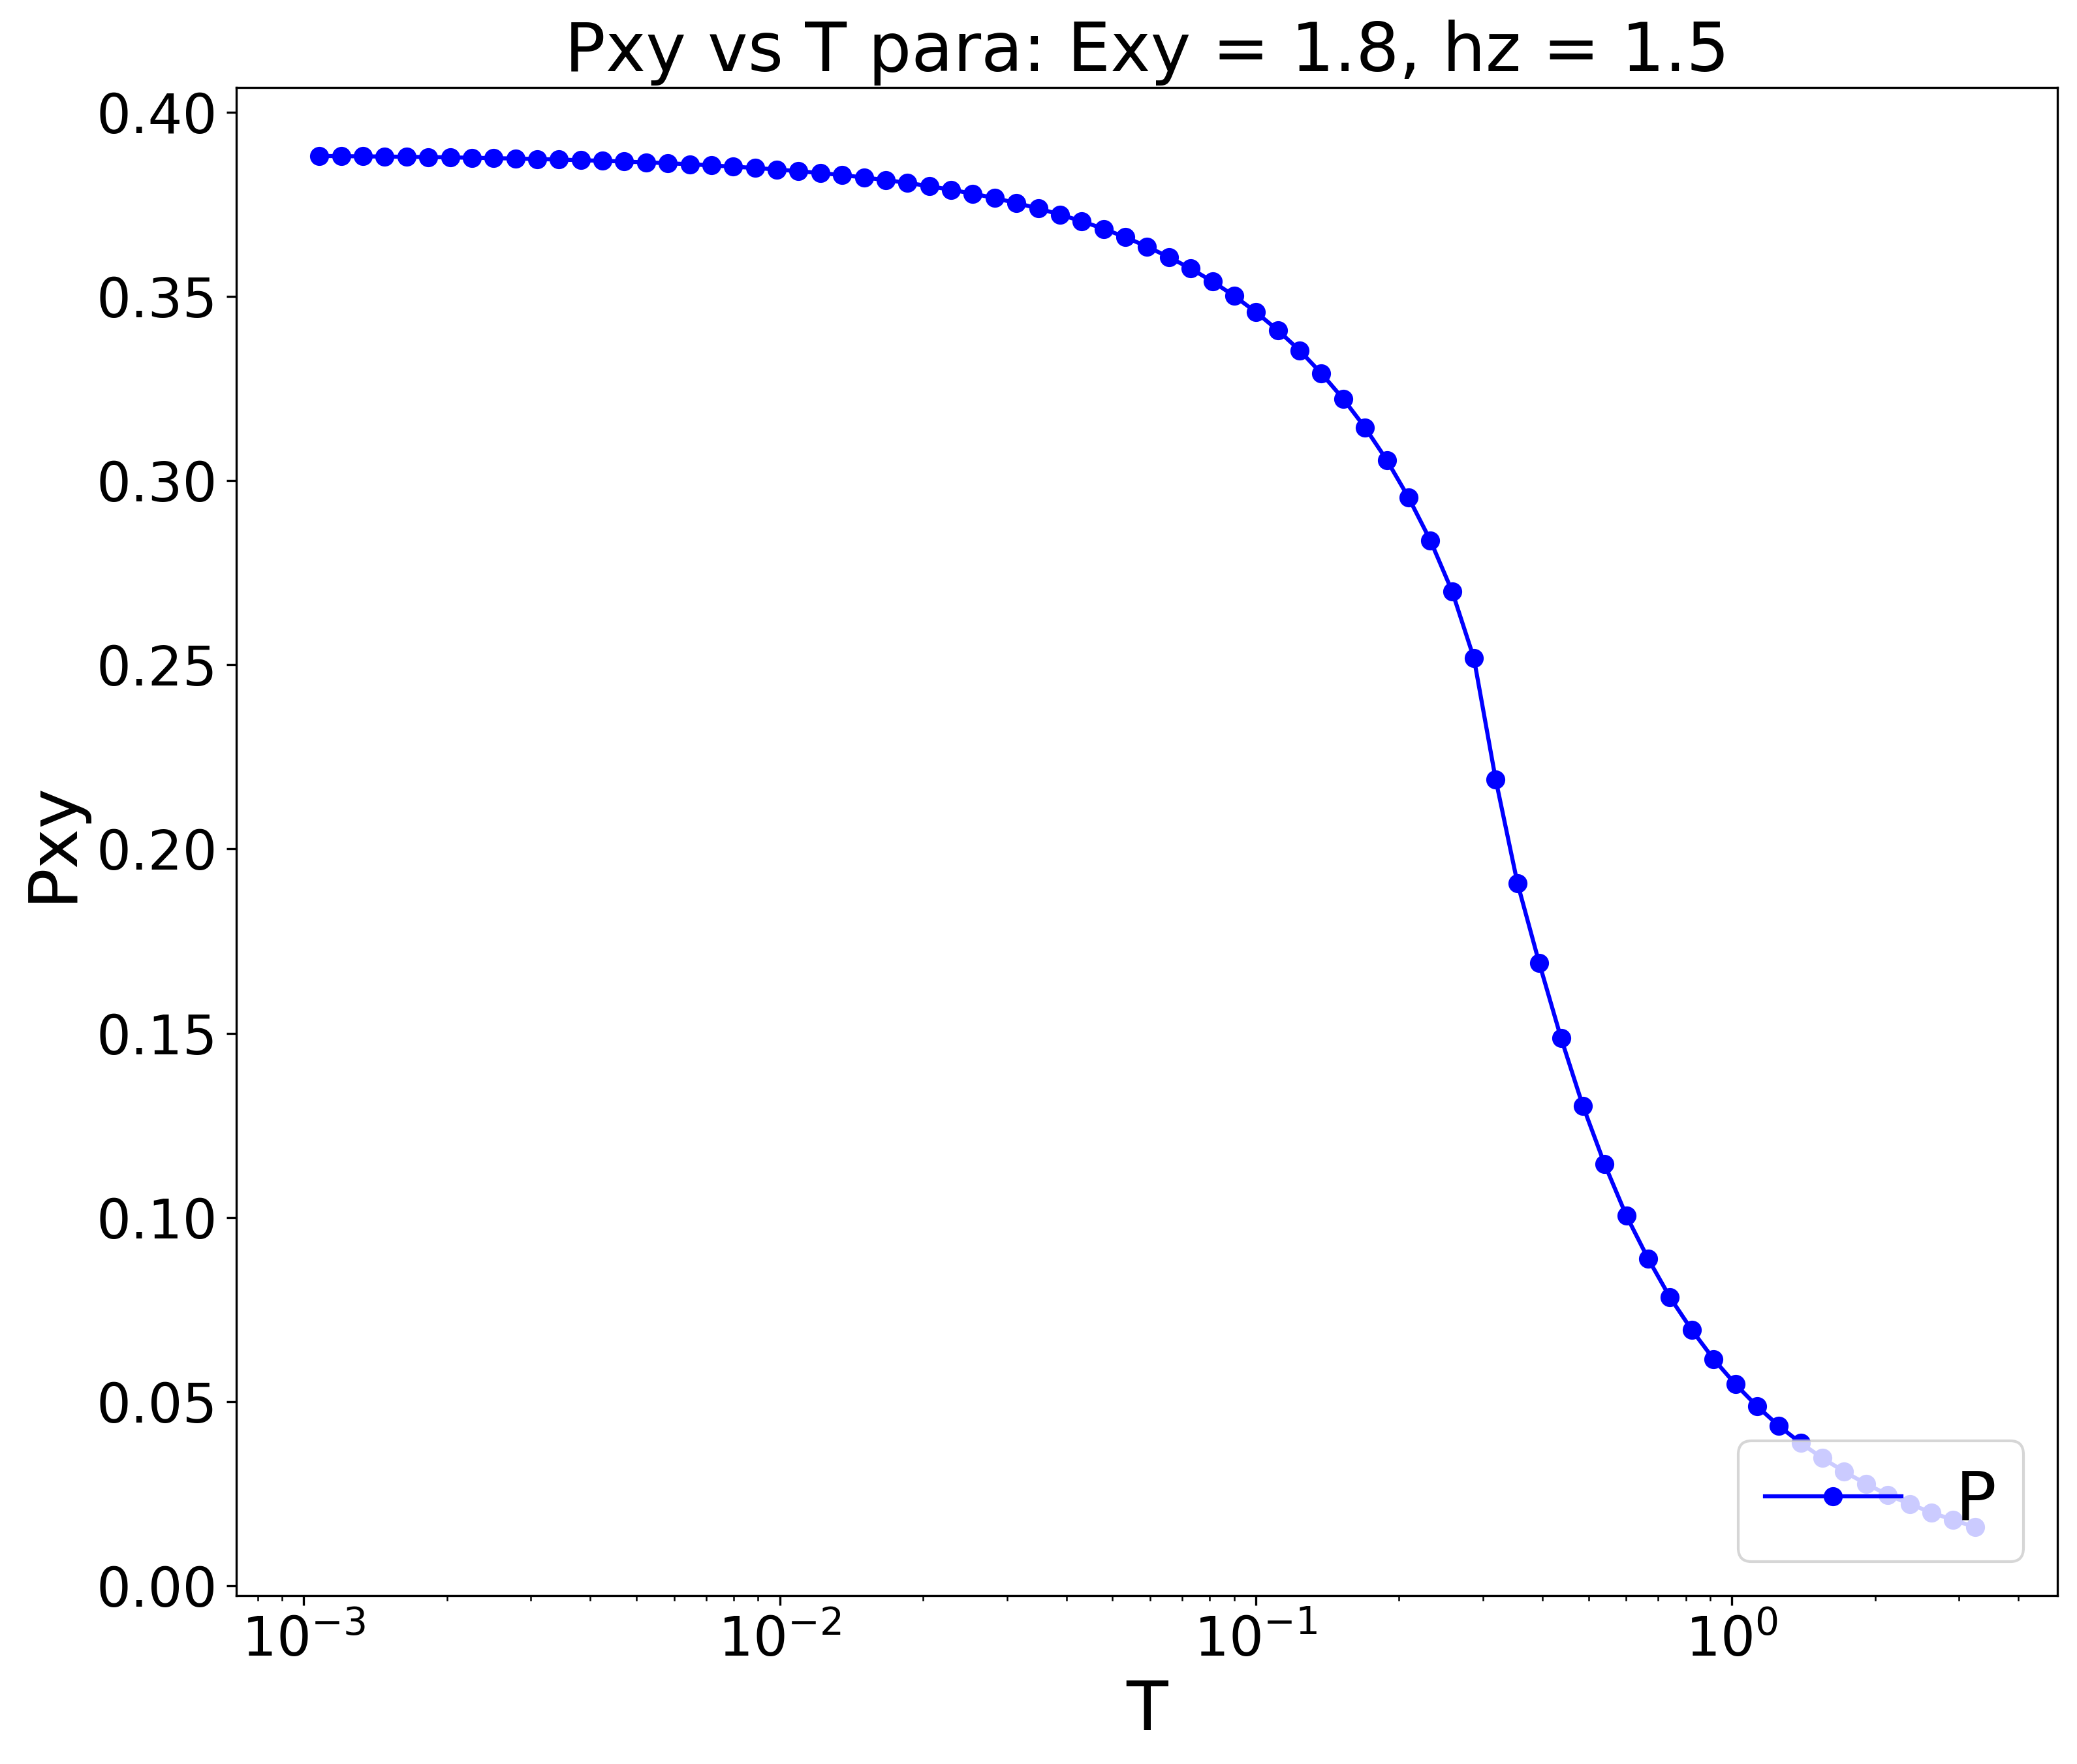 Pxy vs T para: Exy = 1.8, hz = 1.5
0.40
0.35
0.30
0.25
0.20
0.15
0.10
0.05
0.00
Pxy
P
10⁻³ 10⁻² 10⁻¹ 10⁰
T